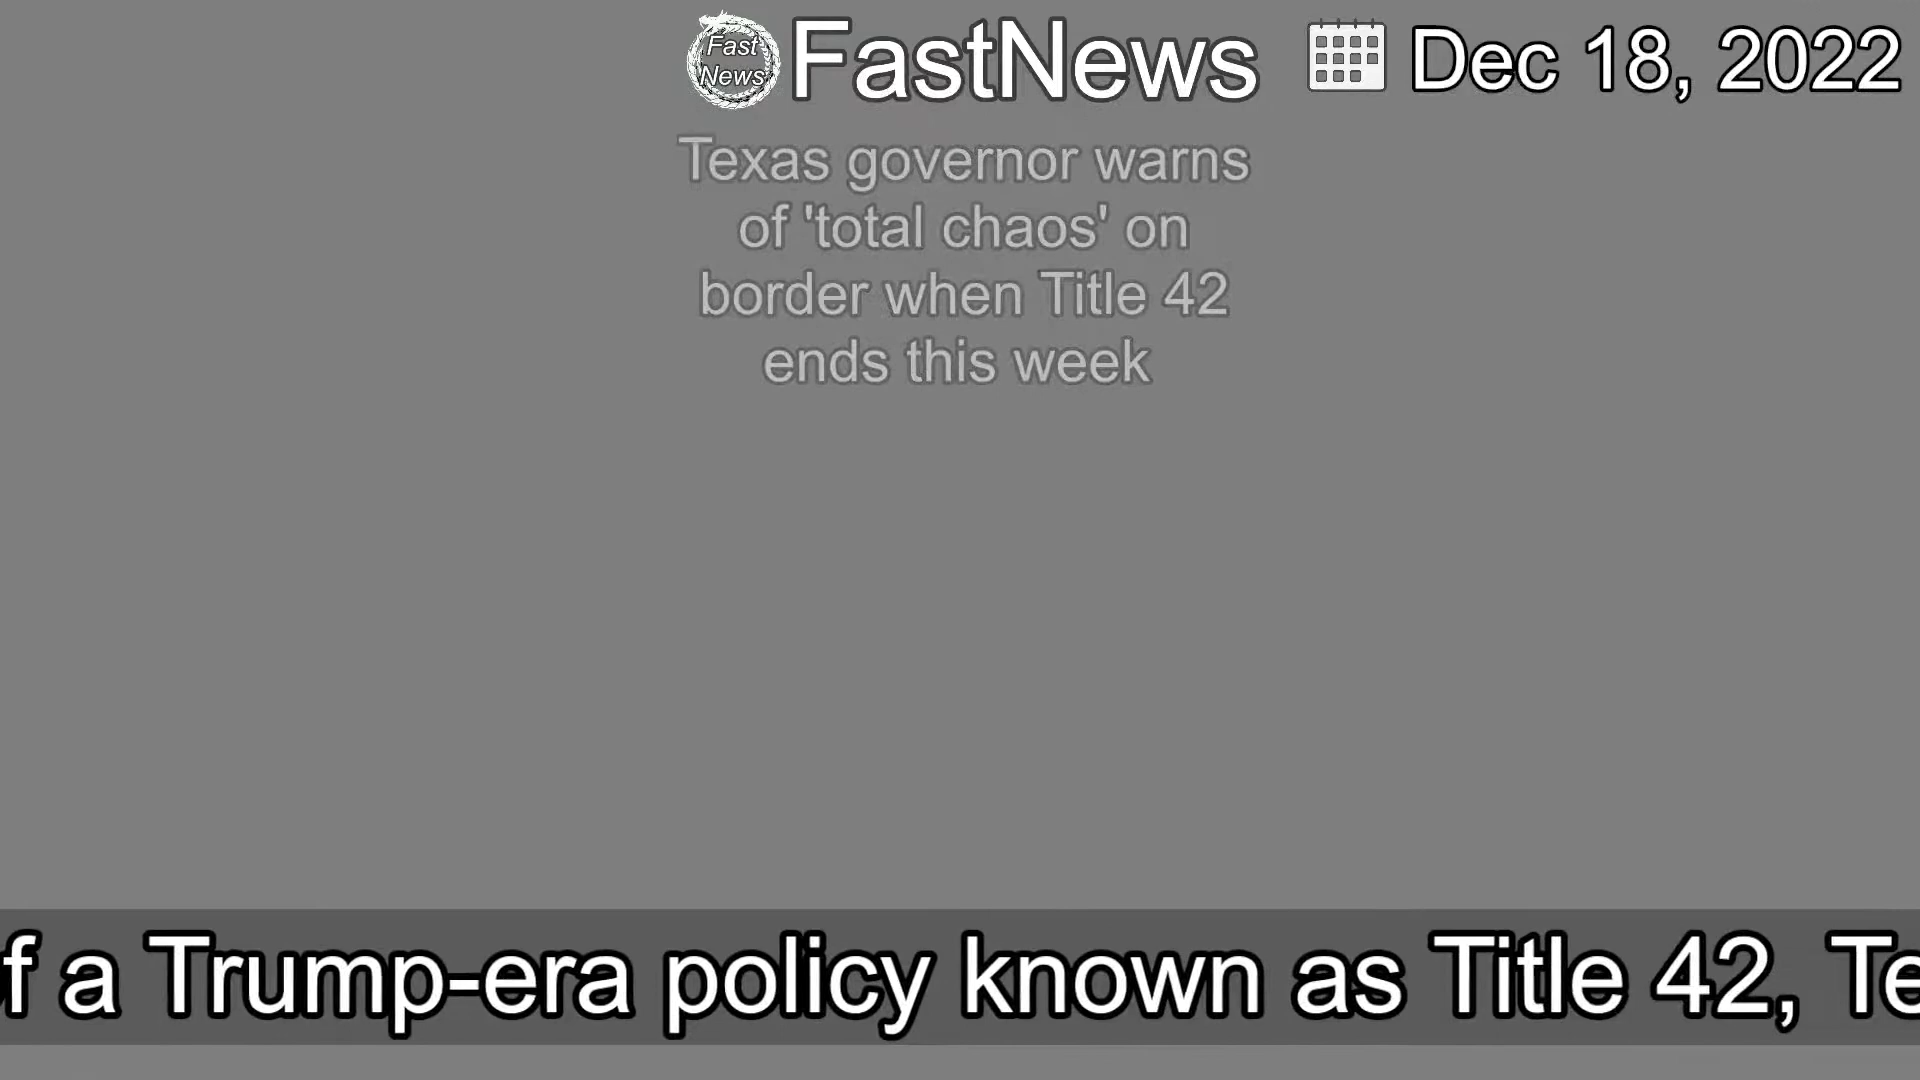 Fast
News
FastNews
Dec 18, 2022
Texas governor warns
of 'total chaos' on
border when Title 42
ends this week
f a Trump-era policy known as Title 42, Te